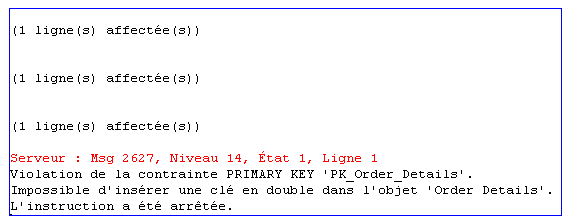 (1 ligne(s) affectée(s))
(1 ligne(s) affectée(s))
(1 ligne(s) affectée(s))
Serveur : Msg 2627, Niveau 14, État 1, Ligne 1
Violation de la contrainte PRIMARY KEY 'PK_Order_Details'.
Impossible d'insérer une clé en double dans l'objet 'Order Details'.
L'instruction a été arrêtée.